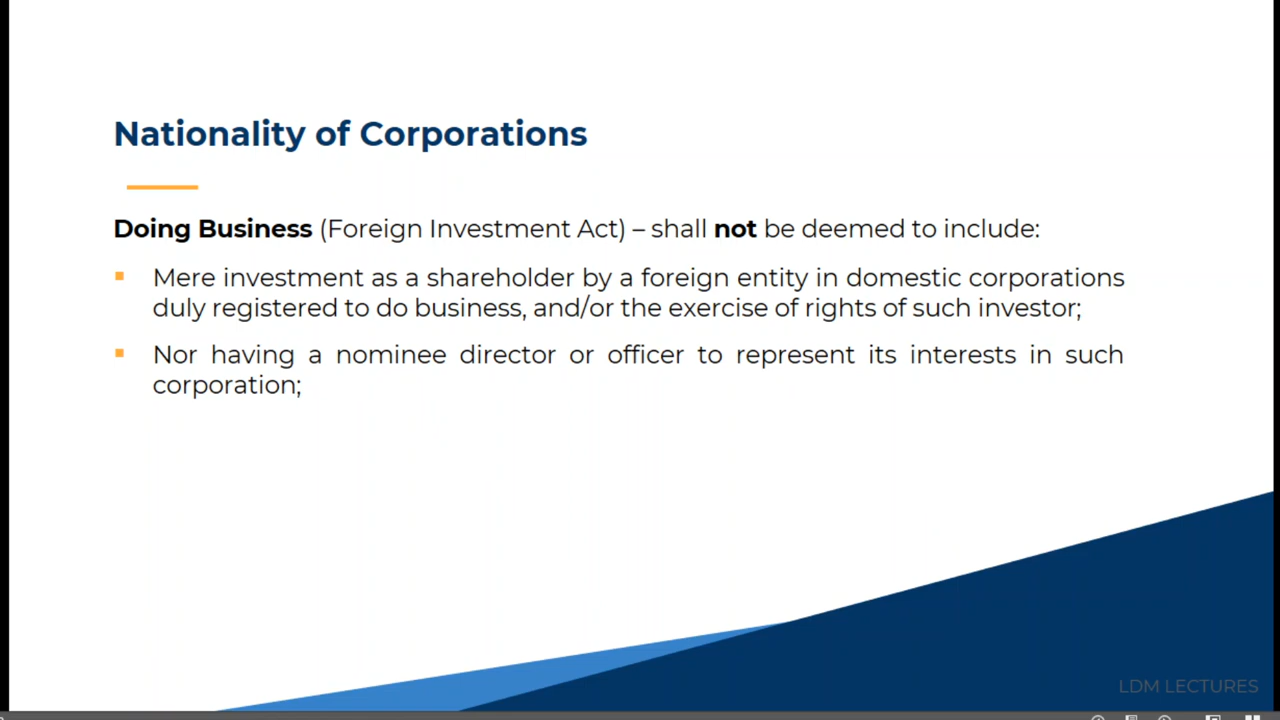 Nationality of Corporations
Doing Business (Foreign Investment Act) – shall not be deemed to include:
▪ Mere investment as a shareholder by a foreign entity in domestic corporations
duly registered to do business, and/or the exercise of rights of such investor;
▪ Nor having a nominee director or officer to represent its interests in such
corporation;
LDM LECTURES